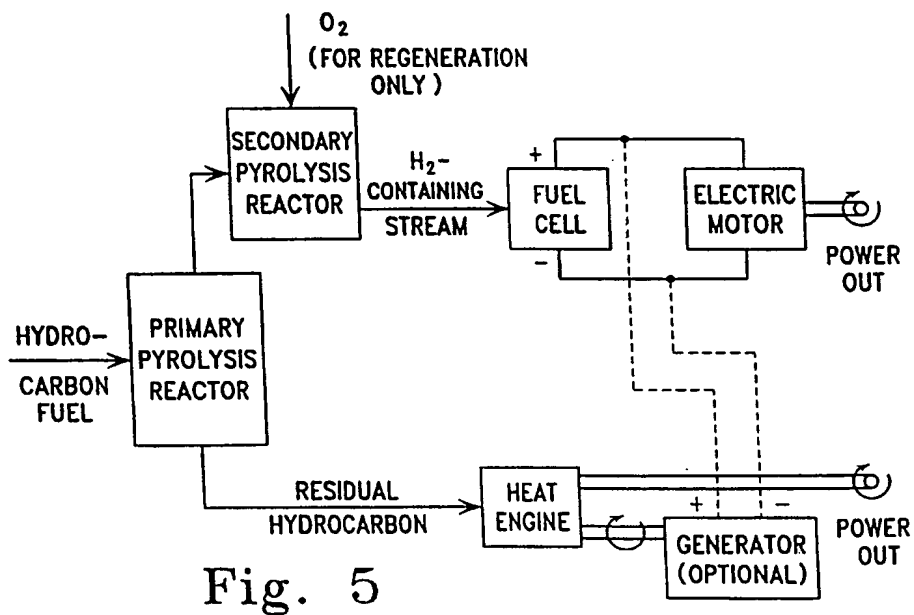 O2
(FOR REGENERATION
ONLY)
SECONDARY
PYROLYSIS
REACTOR
H2-
CONTAINING
STREAM
+
FUEL
CELL
-
ELECTRIC
MOTOR
POWER
OUT
HYDRO-
CARBON
FUEL
PRIMARY
PYROLYSIS
REACTOR
RESIDUAL
HYDROCARBON
HEAT
ENGINE
+ -
GENERATOR
(OPTIONAL)
POWER
OUT
Fig. 5